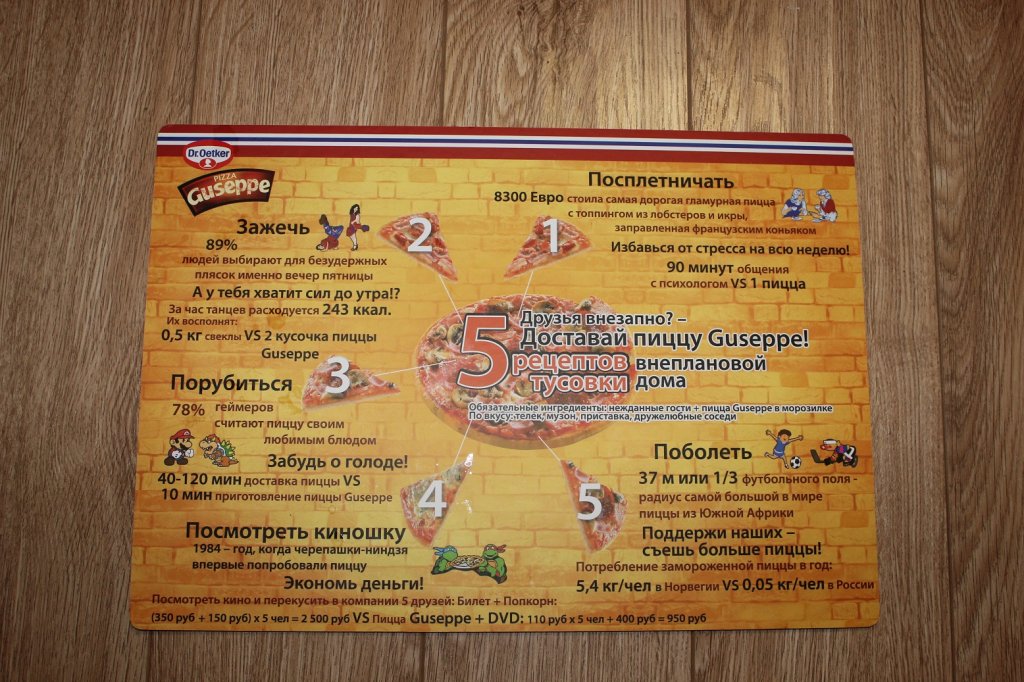 Dr.Oetker
PIZZA
Guseppe
Посплетничать
8300 Евро стоила самая дорогая гламурная пицца
с топпингом из лобстеров и икры,
заправленная французским коньяком
Избавься от стресса на всю неделю!
90 минут общения
с психологом VS 1 пицца
1
2
Зажечь
89%
людей выбирают для безудержных
плясок именно вечер пятницы
А у тебя хватит сил до утра!?
За час танцев расходуется 243 ккал.
Их восполнят:
0,5 кг свеклы VS 2 кусочка пиццы
Guseppe
5 Друзья внезапно? –
Доставай пиццу Guseppe!
рецептов внеплановой
тусовки дома
Обязательные ингредиенты: нежданные гости + пицца Guseppe в морозилке
По вкусу: телек, музон, приставка, дружелюбные соседи
3
Порубиться
78% геймеров
считают пиццу своим
любимым блюдом
Забудь о голоде!
40-120 мин доставка пиццы VS
10 мин приготовление пиццы Guseppe
4
Посмотреть киношку
1984 – год, когда черепашки-ниндзя
впервые попробовали пиццу
Экономь деньги!
Посмотреть кино и перекусить в компании 5 друзей: Билет + Попкорн:
(350 руб + 150 руб) x 5 чел = 2 500 руб VS Пицца Guseppe + DVD: 110 руб x 5 чел + 400 руб = 950 руб
5
Поболеть
37 м или 1/3 футбольного поля -
радиус самой большой в мире
пиццы из Южной Африки
Поддержи наших –
съешь больше пиццы!
Потребление замороженной пиццы в год:
5,4 кг/чел в Норвегии VS 0,05 кг/чел в России